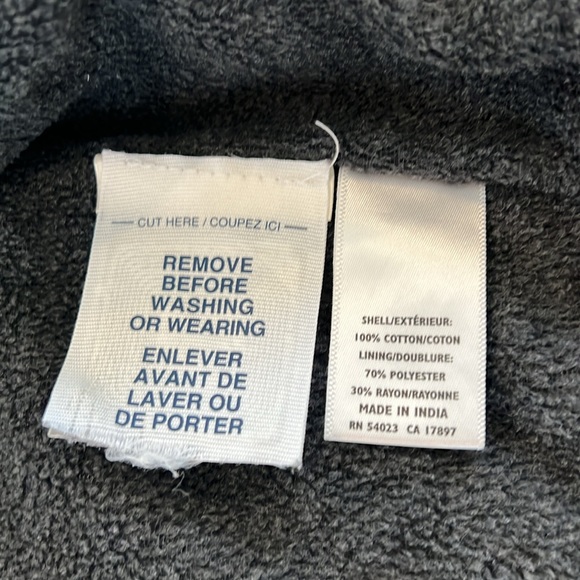 CUT HERE / COUPEZ ICI
REMOVE
BEFORE
WASHING
OR WEARING
ENLEVER
AVANT DE
LAVER OU
DE PORTER
SHELL/EXTÉRIEUR:
100% COTTON/COTON
LINING/DOUBLURE:
70% POLYESTER
30% RAYON/RAYONNE
MADE IN INDIA
RN 54023 CA 17897